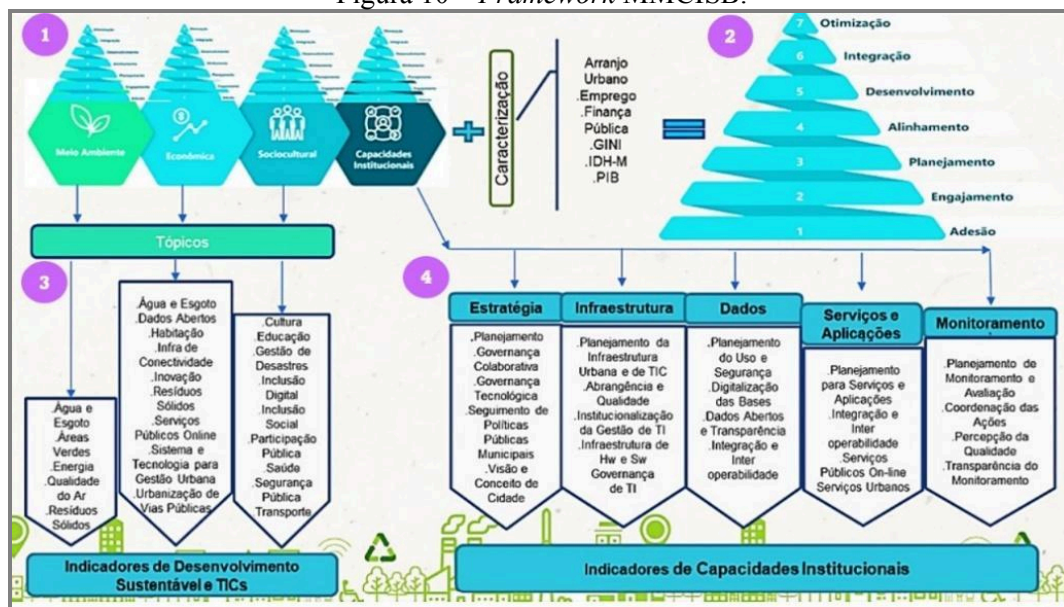 Figura 10 – Framework MMCISB.
1
Meio Ambiente
Econômica
Sociocultural
Capacidades
Institucionais
Caracterização
Arranjo
Urbano
.Emprego
.Finança
Pública
.GINI
.IDH-M
.PIB
2
7 Otimização
6 Integração
5 Desenvolvimento
4 Alinhamento
3 Planejamento
2 Engajamento
1 Adesão
Tópicos
3
.Água e
Esgoto
.Áreas
Verdes
.Energia
.Qualidade
do Ar
.Resíduos
Sólidos
.Água e Esgoto
.Dados Abertos
.Habitação
.Infra de
Conectividade
.Inovação
.Resíduos
Sólidos
.Serviços
Públicos Online
.Sistema e
Tecnologia para
Gestão Urbana
.Urbanização de
Vias Públicas
.Cultura
.Educação
.Gestão de
Desastres
.Inclusão
Digital
.Inclusão
Social
.Participação
Pública
.Saúde
.Segurança
Pública
Transporte
Indicadores de Desenvolvimento
Sustentável e TICs
4
Estratégia
.Planejamento
.Governança
Colaborativa
.Governança
Tecnológica
.Seguimento de
Políticas
Públicas
Municipais
.Visão e
Conceito de
Cidade
Infraestrutura
.Planejamento da
Infraestrutura
Urbana e de TIC
.Abrangência e
Qualidade
.Institucionalização
da Gestão de TI
.Infraestrutura de
Hw e Sw
Governança
de TI
Dados
.Planejamento
do Uso e
Segurança
.Digitalização
das Bases
.Dados Abertos
e Transparência
.Integração e
Inter
operabilidade
Serviços e
Aplicações
.Planejamento
para Serviços e
Aplicações
.Integração e
Inter
operabilidade
.Serviços
Públicos On-line
Serviços Urbanos
Monitoramento
.Planejamento de
Monitoramento e
Avaliação
.Coordenação das
Ações
.Percepção da
Qualidade
.Transparência do
Monitoramento
Indicadores de Capacidades Institucionais